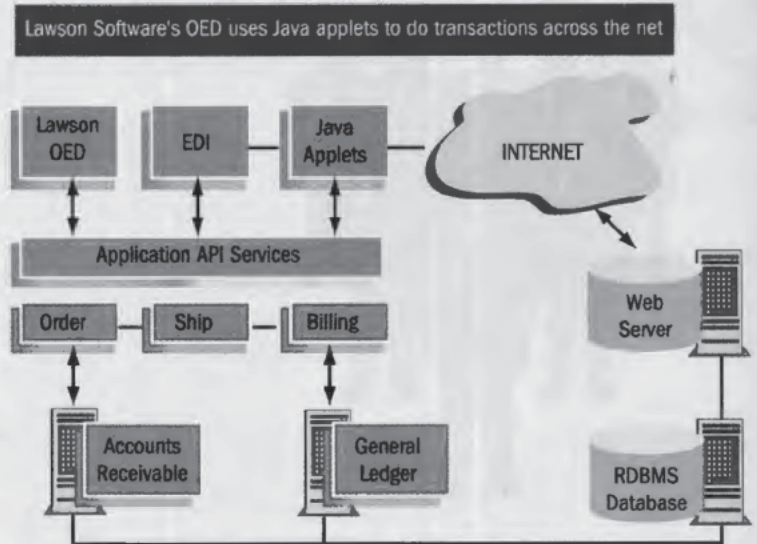 Lawson Software's OED uses Java applets to do transactions across the net
Lawson
OED
EDI
Java
Applets
INTERNET
Application API Services
Order
Ship
Billing
Web
Server
Accounts
Receivable
General
Ledger
RDBMS
Database